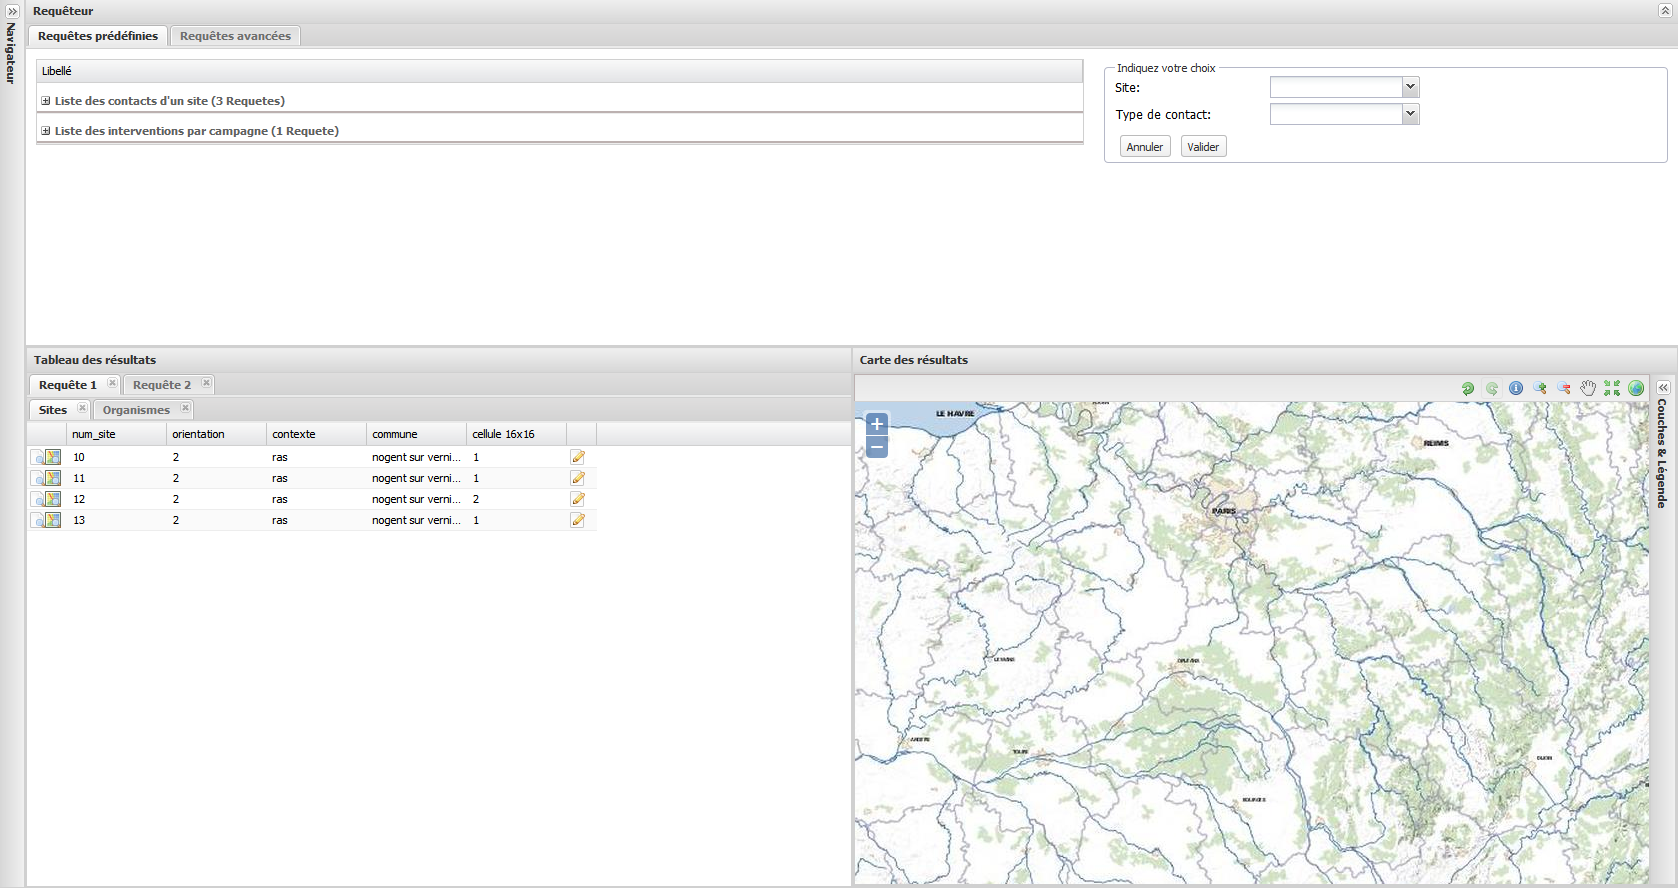 Requêteur
Navigateur
Requêtes prédéfinies
Requêtes avancées
Libellé
Liste des contacts d'un site (3 Requetes)
Liste des interventions par campagne (1 Requete)
Indiquez votre choix
Site:
Type de contact:
Annuler
Valider
Tableau des résultats
Requête 1
Requête 2
Sites
Organismes
num_site orientation contexte commune cellule 16x16
10 2 ras nogent sur verni... 1
11 2 ras nogent sur verni... 1
12 2 ras nogent sur verni... 2
13 2 ras nogent sur verni... 1
Carte des résultats
Couches & Légende
LE HAVRE
REIMS
PARIS
LE MANS
ORLEANS
ANGERS
TOURS
DIJON
BOURGES